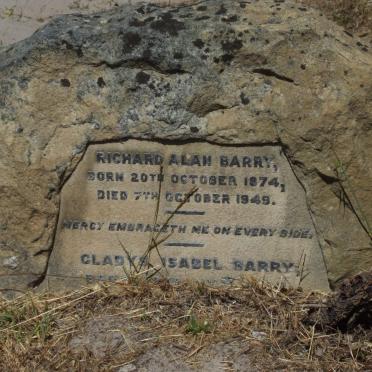 RICHARD ALAN BARRY,
BORN 20TH OCTOBER 1874,
DIED 7TH OCTOBER 1949.
MERCY EMBRACETH ME ON EVERY SIDE.
GLADYS ISABEL BARRY.